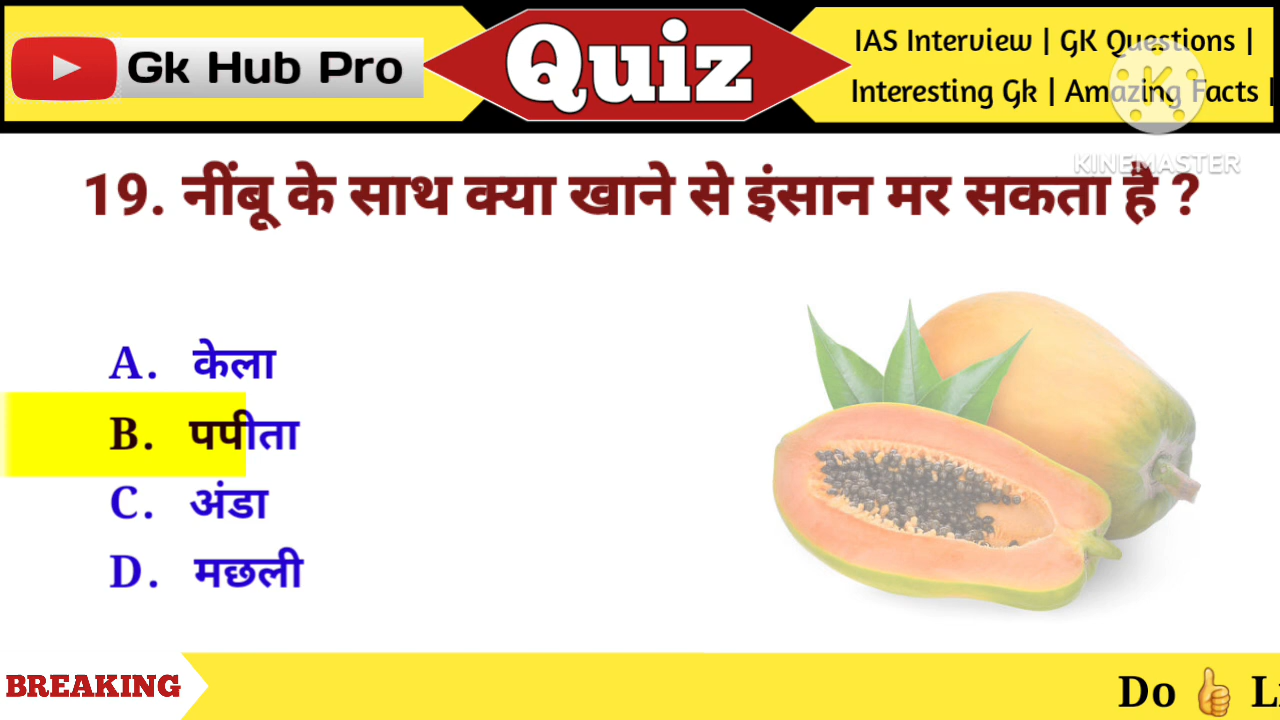 Gk Hub Pro
Quiz
IAS Interview | GK Questions |
Interesting Gk | Amazing Facts |
KINEMASTER
19. नींबू के साथ क्या खाने से इंसान मर सकता है ?
A. केला
B. पपीता
C. अंडा
D. मछली
BREAKING
Do 👍